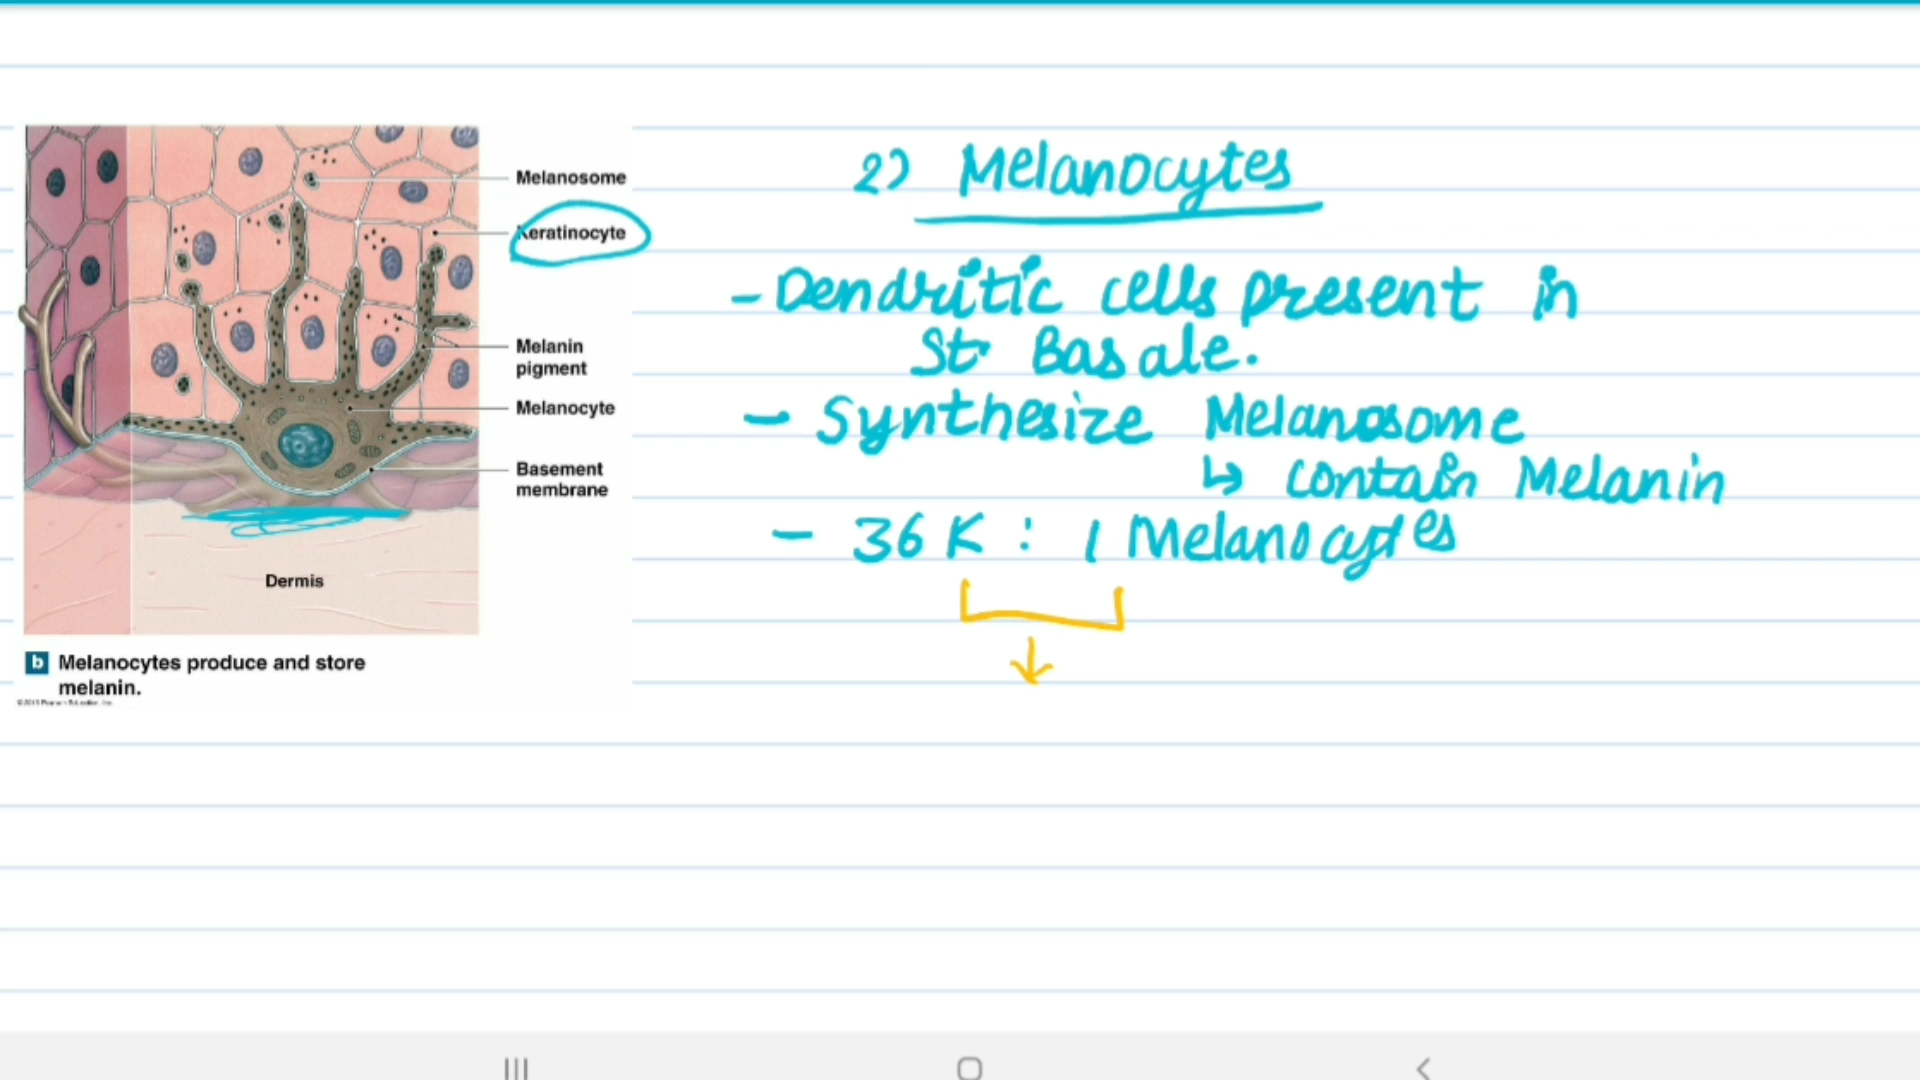 Melanosome
Keratinocyte
Melanin
pigment
Melanocyte
Basement
membrane
Dermis
b Melanocytes produce and store
melanin.
2) Melanocytes
- Dendritic cells present in
St. Basale.
- Synthesize Melanosome
↳ contain Melanin
- 36 K : 1 Melanocytes